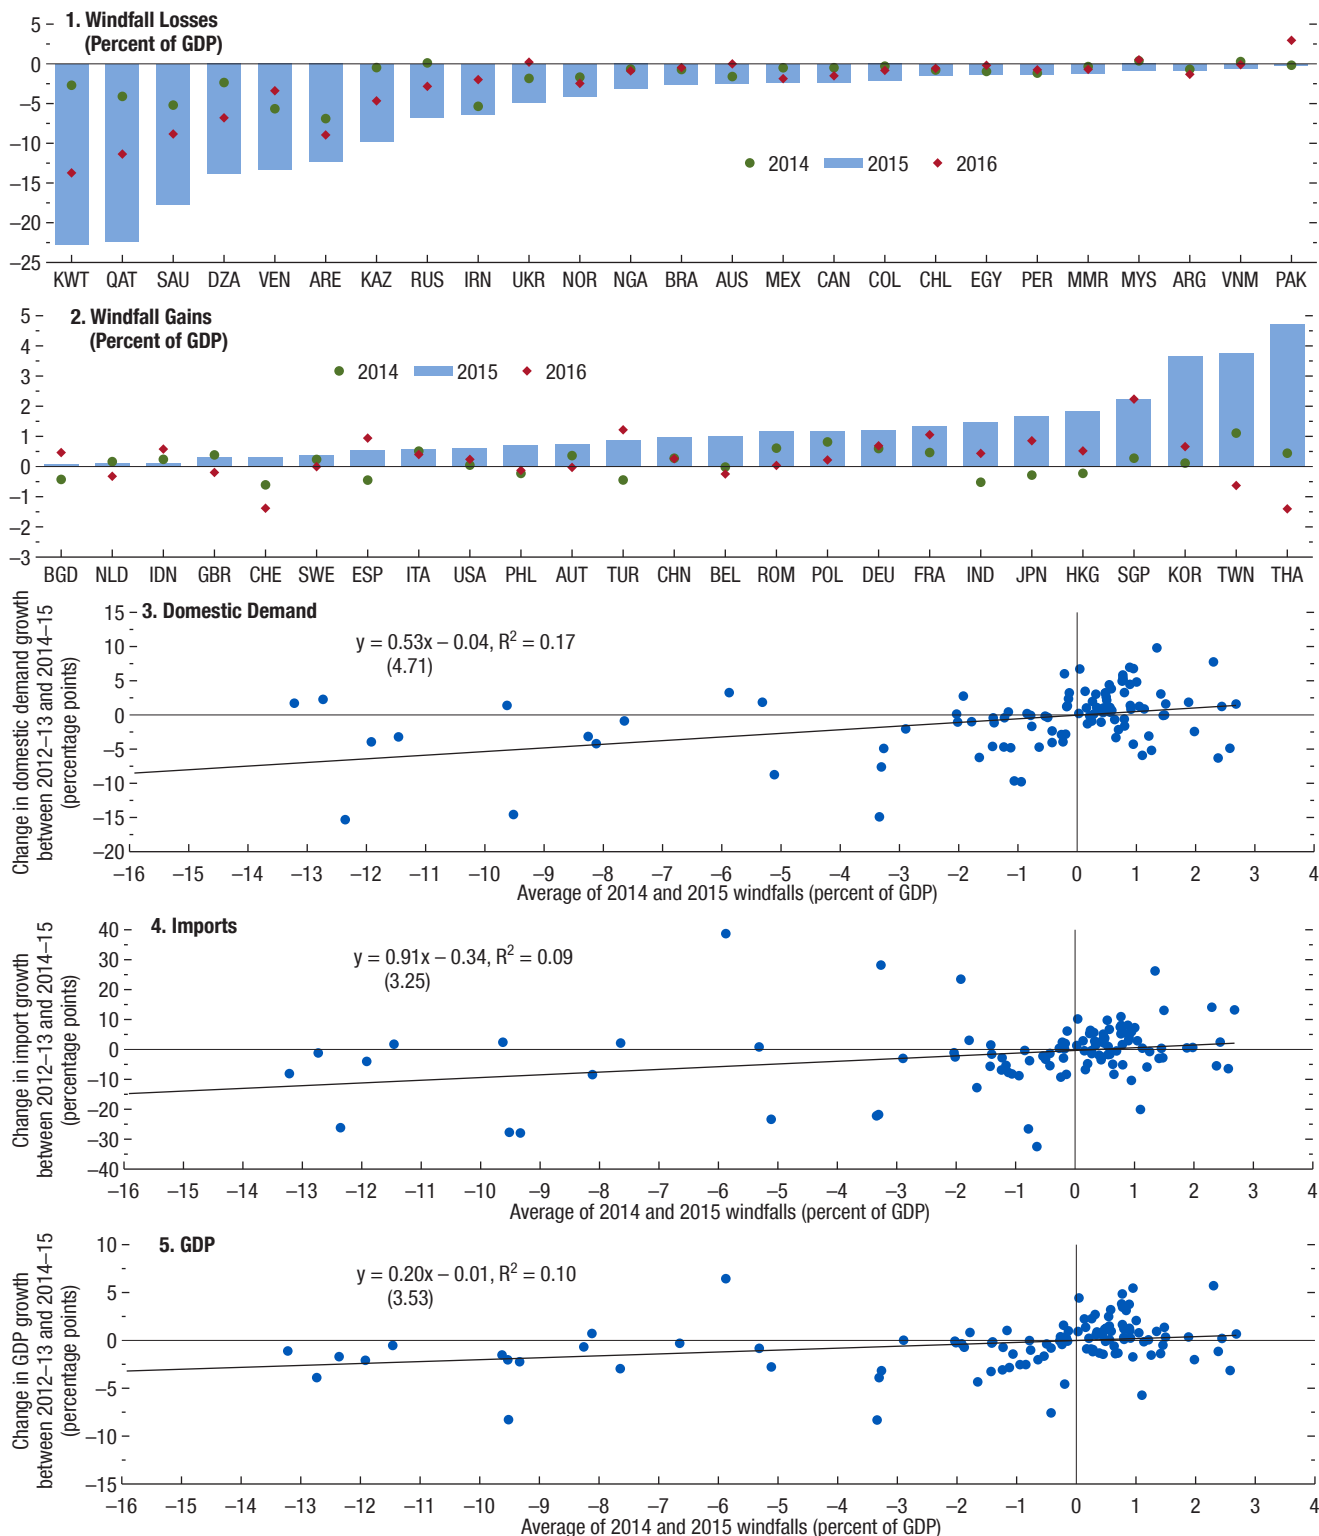 1. Windfall Losses
(Percent of GDP)
5
0
–5
–10
–15
–20
–25
2014 2015 2016
KWT QAT SAU DZA VEN ARE KAZ RUS IRN UKR NOR NGA BRA AUS MEX CAN COL CHL EGY PER MMR MYS ARG VNM PAK
2. Windfall Gains
(Percent of GDP)
5
4
3
2
1
0
–1
–2
–3
2014 2015 2016
BGD NLD IDN GBR CHE SWE ESP ITA USA PHL AUT TUR CHN BEL ROM POL DEU FRA IND JPN HKG SGP KOR TWN THA
3. Domestic Demand
y = 0.53x – 0.04, R² = 0.17
(4.71)
Change in domestic demand growth
between 2012–13 and 2014–15
(percentage points)
15
10
5
0
–5
–10
–15
–20
–16 –15 –14 –13 –12 –11 –10 –9 –8 –7 –6 –5 –4 –3 –2 –1 0 1 2 3 4
Average of 2014 and 2015 windfalls (percent of GDP)
4. Imports
y = 0.91x – 0.34, R² = 0.09
(3.25)
Change in import growth
between 2012–13 and 2014–15
(percentage points)
40
30
20
10
0
–10
–20
–30
–40
–16 –15 –14 –13 –12 –11 –10 –9 –8 –7 –6 –5 –4 –3 –2 –1 0 1 2 3 4
Average of 2014 and 2015 windfalls (percent of GDP)
5. GDP
y = 0.20x – 0.01, R² = 0.10
(3.53)
Change in GDP growth
between 2012–13 and 2014–15
(percentage points)
10
5
0
–5
–10
–15
–16 –15 –14 –13 –12 –11 –10 –9 –8 –7 –6 –5 –4 –3 –2 –1 0 1 2 3 4
Average of 2014 and 2015 windfalls (percent of GDP)